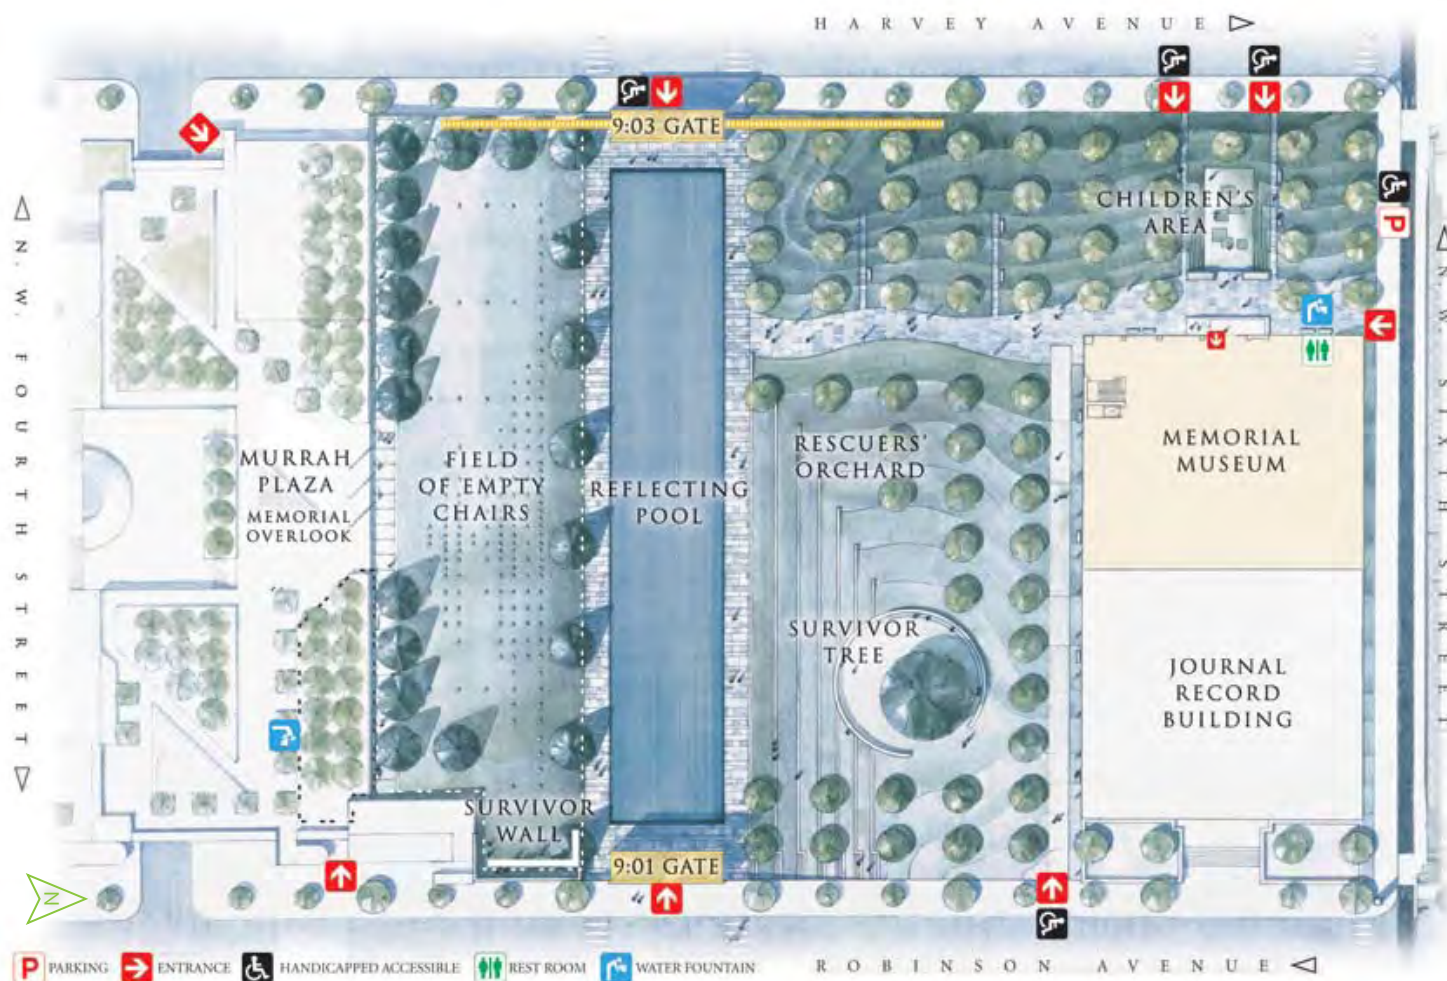 HARVEY AVENUE
9:03 GATE
CHILDREN'S
AREA
P
N.W. FOURTH STREET
N.W. SIXTH STREET
MURRAH
PLAZA
MEMORIAL
OVERLOOK
FIELD
OF EMPTY
CHAIRS
REFLECTING
POOL
RESCUERS'
ORCHARD
MEMORIAL
MUSEUM
SURVIVOR
TREE
JOURNAL
RECORD
BUILDING
SURVIVOR
WALL
9:01 GATE
N
P PARKING ENTRANCE HANDICAPPED ACCESSIBLE REST ROOM WATER FOUNTAIN
ROBINSON AVENUE